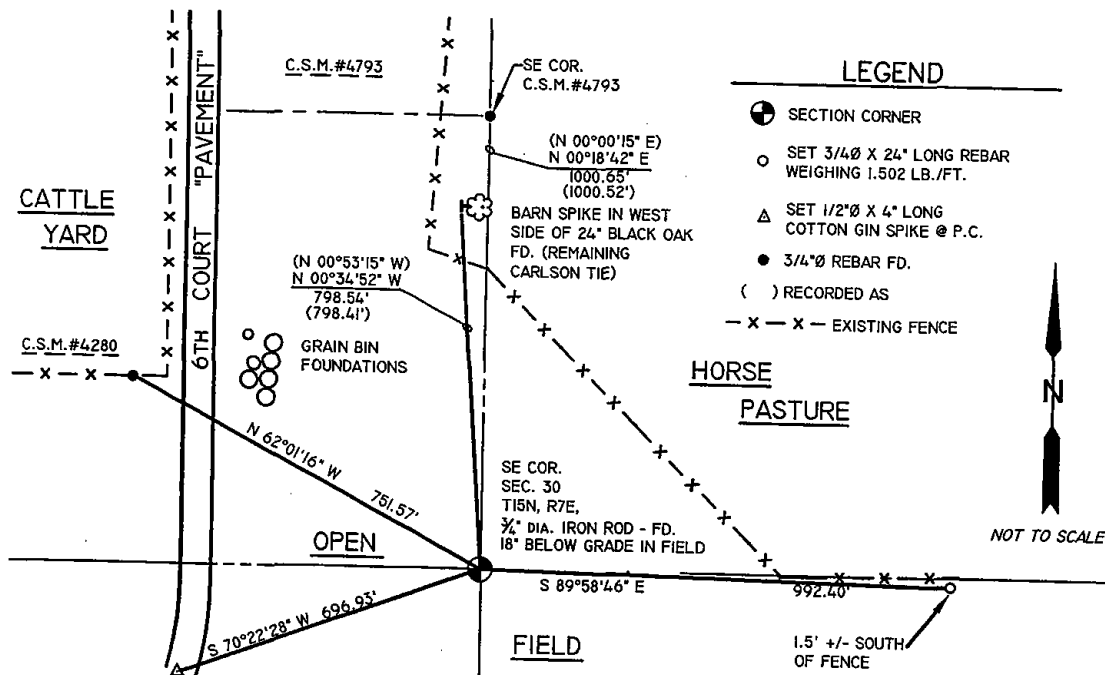 C.S.M.#4793
SE COR.
C.S.M.#4793
(N 00°00'15" E)
N 00°18'42" E
1000.65'
(1000.52')
"PAVEMENT"
6TH COURT
CATTLE
YARD
BARN SPIKE IN WEST
SIDE OF 24" BLACK OAK
FD. (REMAINING
CARLSON TIE)
(N 00°53'15" W)
N 00°34'52" W
798.54'
(798.41')
C.S.M.#4280
GRAIN BIN
FOUNDATIONS
LEGEND
SECTION CORNER
SET 3/4Ø X 24" LONG REBAR
WEIGHING 1.502 LB./FT.
SET 1/2"Ø X 4" LONG
COTTON GIN SPIKE @ P.C.
3/4"Ø REBAR FD.
( ) RECORDED AS
- X - X - EXISTING FENCE
HORSE
PASTURE
N
NOT TO SCALE
N 62°01'16" W 751.57'
SE COR.
SEC. 30
T15N, R7E,
3/4" DIA. IRON ROD - FD.
18" BELOW GRADE IN FIELD
OPEN
S 89°58'46" E 992.40'
S 70°22'28" W 696.93'
FIELD
1.5' +/- SOUTH
OF FENCE